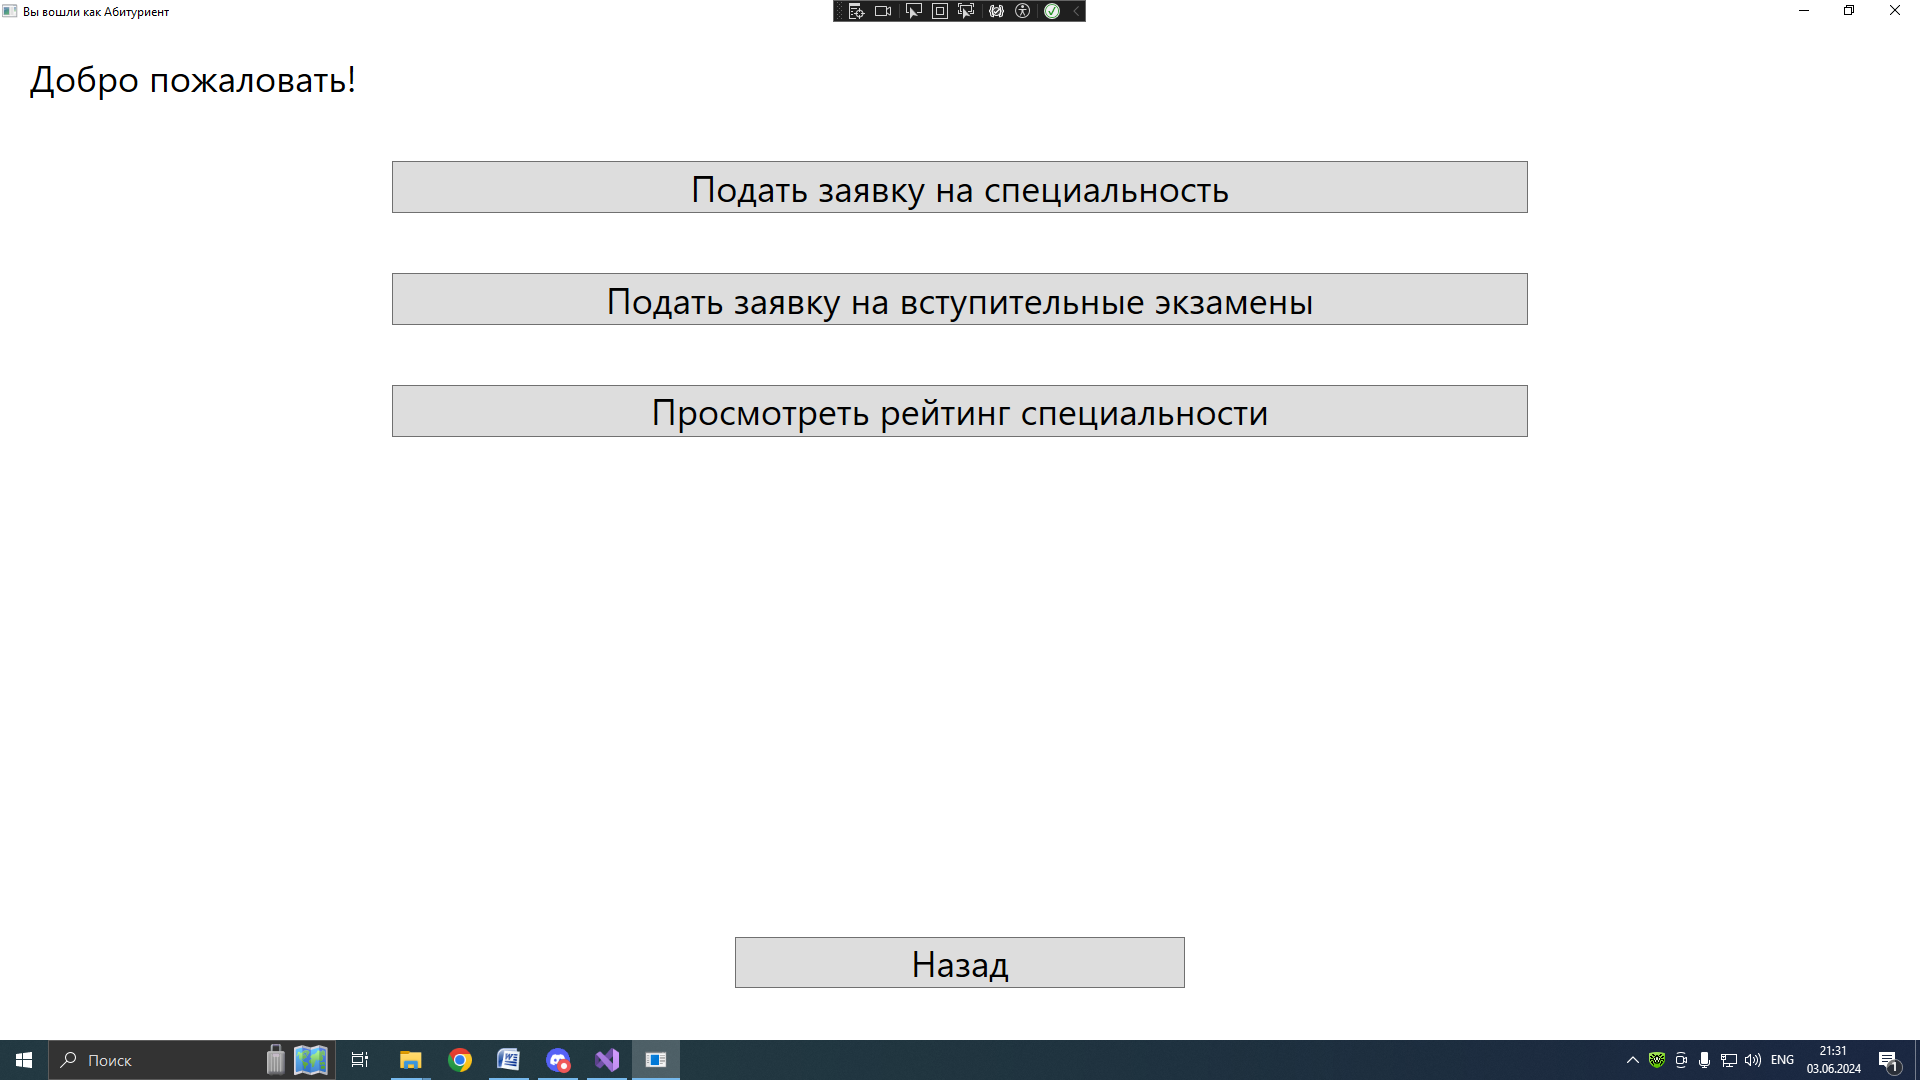 Вы вошли как Абитуриент
Добро пожаловать!
Подать заявку на специальность
Подать заявку на вступительные экзамены
Просмотреть рейтинг специальности
Назад
Поиск
ENG
21:31
03.06.2024
1